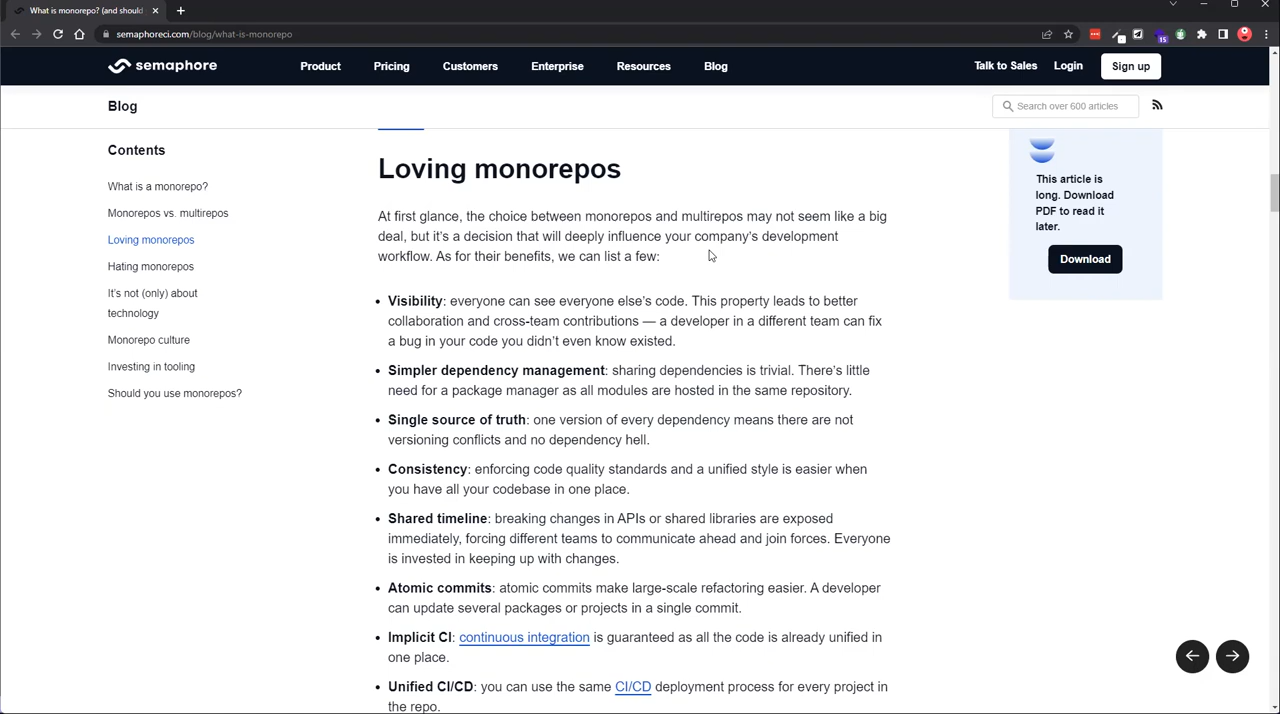 What is monorepo? (and should
semaphoreci.com/blog/what-is-monorepo
15
semaphore
Product
Pricing
Customers
Enterprise
Resources
Blog
Talk to Sales
Login
Sign up
Blog
Search over 600 articles
Contents
What is a monorepo?
Monorepos vs. multirepos
Loving monorepos
Hating monorepos
It's not (only) about
technology
Monorepo culture
Investing in tooling
Should you use monorepos?
Loving monorepos
At first glance, the choice between monorepos and multirepos may not seem like a big
deal, but it's a decision that will deeply influence your company's development
workflow. As for their benefits, we can list a few:
• Visibility: everyone can see everyone else's code. This property leads to better
collaboration and cross-team contributions — a developer in a different team can fix
a bug in your code you didn't even know existed.
• Simpler dependency management: sharing dependencies is trivial. There's little
need for a package manager as all modules are hosted in the same repository.
• Single source of truth: one version of every dependency means there are not
versioning conflicts and no dependency hell.
• Consistency: enforcing code quality standards and a unified style is easier when
you have all your codebase in one place.
• Shared timeline: breaking changes in APIs or shared libraries are exposed
immediately, forcing different teams to communicate ahead and join forces. Everyone
is invested in keeping up with changes.
• Atomic commits: atomic commits make large-scale refactoring easier. A developer
can update several packages or projects in a single commit.
• Implicit CI: continuous integration is guaranteed as all the code is already unified in
one place.
• Unified CI/CD: you can use the same CI/CD deployment process for every project in
the repo.
This article is
long. Download
PDF to read it
later.
Download